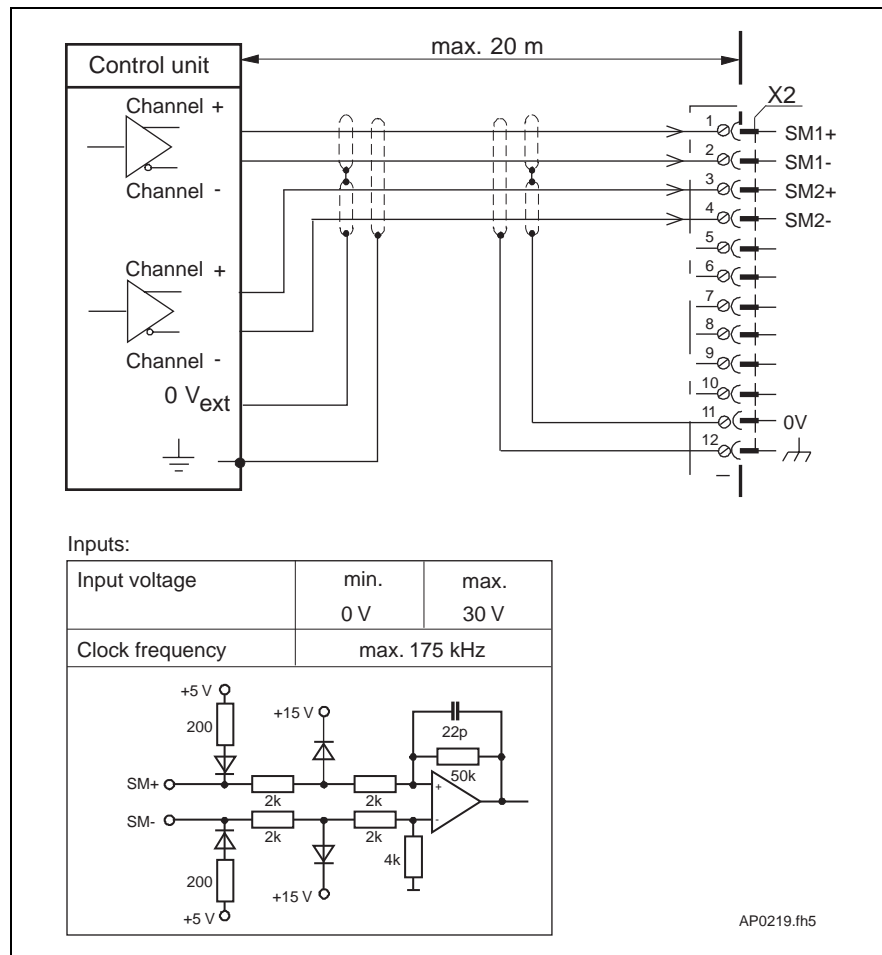 max. 20 m
Control unit
X2
Channel +
1 SM1+
2 SM1-
Channel -
3 SM2+
4 SM2-
5
Channel +
6
7
8
Channel -
9
10
0 Vext
11 0V
12
Inputs:
Input voltage min. max.
0 V 30 V
Clock frequency max. 175 kHz
+5 V
+15 V
200
22p
50k
SM+
+
2k 2k
SM-
-
2k 2k
4k
200
+15 V
+5 V
AP0219.fh5